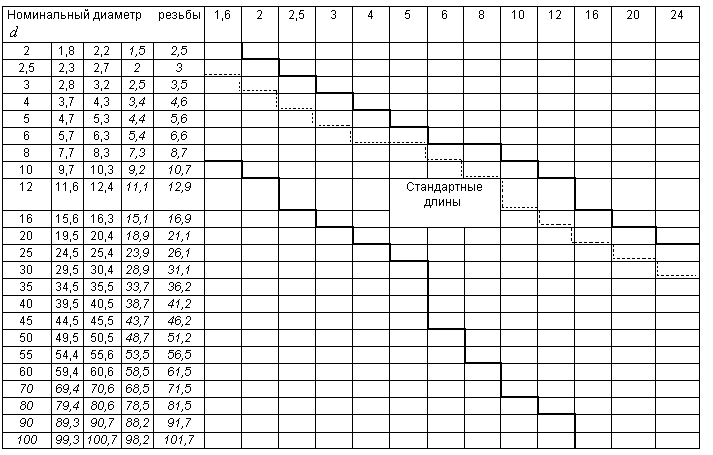 Номинальный диаметр резьбы 1,6 2 2,5 3 4 5 6 8 10 12 16 20 24
d
2 1,8 2,2 1,5 2,5
2,5 2,3 2,7 2 3
3 2,8 3,2 2,5 3,5
4 3,7 4,3 3,4 4,6
5 4,7 5,3 4,4 5,6
6 5,7 6,3 5,4 6,6
8 7,7 8,3 7,3 8,7
10 9,7 10,3 9,2 10,7
12 11,6 12,4 11,1 12,9 Стандартные
длины
16 15,6 16,3 15,1 16,9
20 19,5 20,4 18,9 21,1
25 24,5 25,4 23,9 26,1
30 29,5 30,4 28,9 31,1
35 34,5 35,5 33,7 36,2
40 39,5 40,5 38,7 41,2
45 44,5 45,5 43,7 46,2
50 49,5 50,5 48,7 51,2
55 54,4 55,6 53,5 56,5
60 59,4 60,6 58,5 61,5
70 69,4 70,6 68,5 71,5
80 79,4 80,6 78,5 81,5
90 89,3 90,7 88,2 91,7
100 99,3 100,7 98,2 101,7